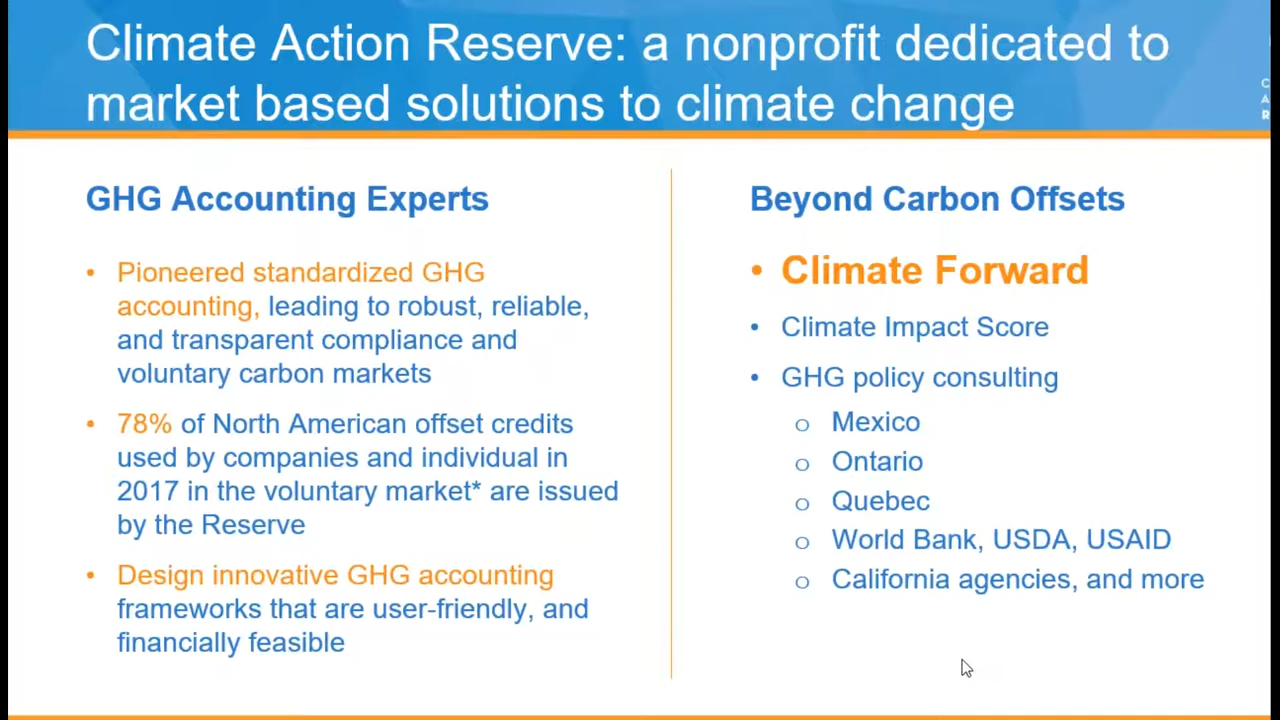 Climate Action Reserve: a nonprofit dedicated to
market based solutions to climate change
C
A
R
GHG Accounting Experts
• Pioneered standardized GHG
accounting, leading to robust, reliable,
and transparent compliance and
voluntary carbon markets
• 78% of North American offset credits
used by companies and individual in
2017 in the voluntary market* are issued
by the Reserve
• Design innovative GHG accounting
frameworks that are user-friendly, and
financially feasible
Beyond Carbon Offsets
• Climate Forward
• Climate Impact Score
• GHG policy consulting
o Mexico
o Ontario
o Quebec
o World Bank, USDA, USAID
o California agencies, and more